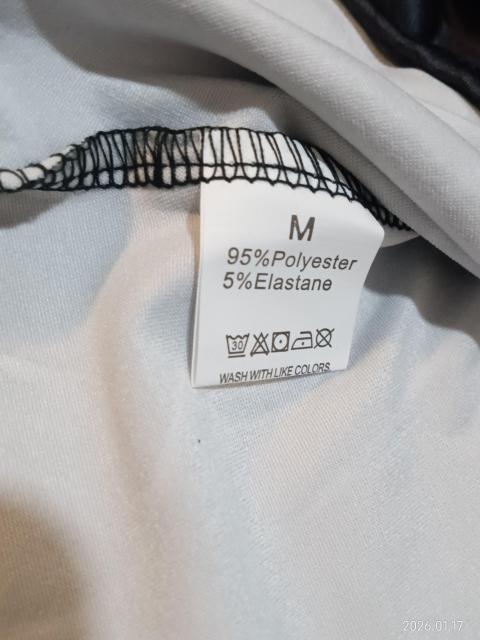 M
95%Polyester
5%Elastane
30
WASH WITH LIKE COLORS
2026.01.17